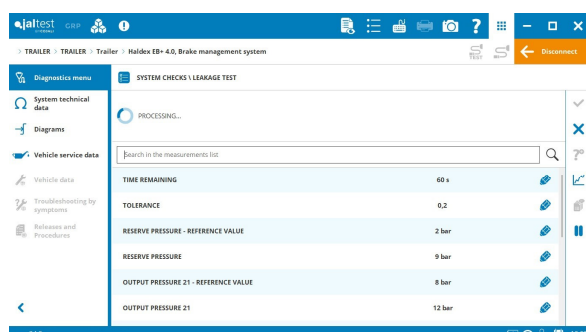 jaltest GRP
> TRAILER > TRAILER > Trailer > Haldex EB+ 4.0, Brake management system
TEST
Disconnect
Diagnostics menu
SYSTEM CHECKS \ LEAKAGE TEST
System technical
data
PROCESSING...
Diagrams
Vehicle service data
Search in the measurements list
Vehicle data
TIME REMAINING 60 s
Troubleshooting by
symptoms
TOLERANCE 0,2
Releases and
Procedures
RESERVE PRESSURE - REFERENCE VALUE 2 bar
RESERVE PRESSURE 9 bar
OUTPUT PRESSURE 21 - REFERENCE VALUE 8 bar
OUTPUT PRESSURE 21 12 bar